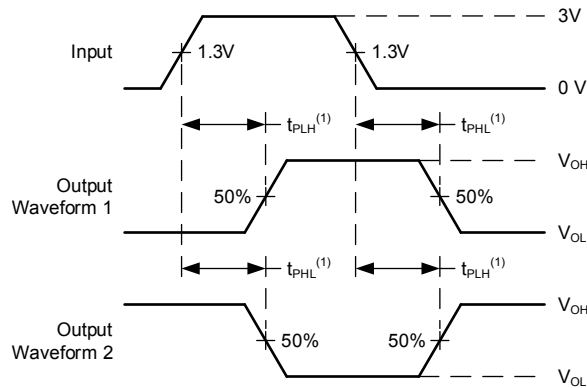 3V
Input
1.3V
1.3V
0 V
tPLH(1)
tPHL(1)
VOH
Output
Waveform 1
50%
50%
VOL
tPHL(1)
tPLH(1)
VOH
Output
Waveform 2
50%
50%
VOL